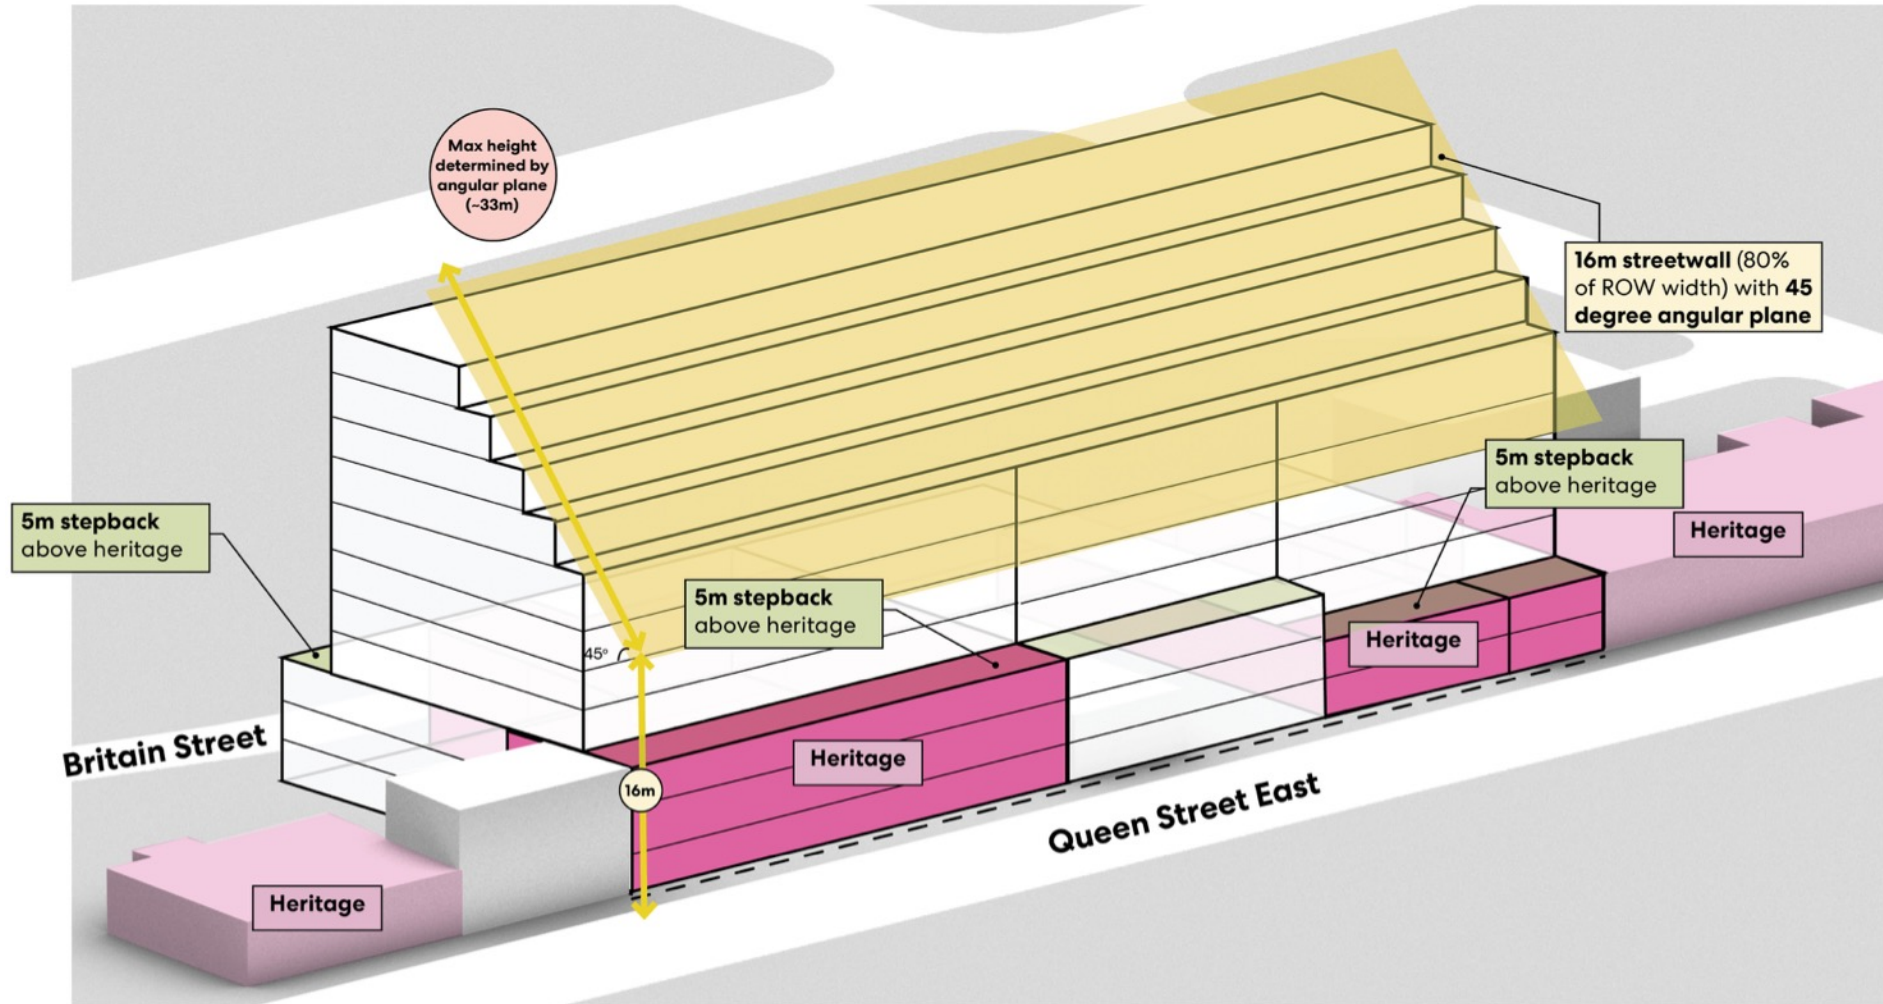 Max height
determined by
angular plane
(~33m)
16m streetwall (80%
of ROW width) with 45
degree angular plane
5m stepback
above heritage
Heritage
5m stepback
above heritage
5m stepback
above heritage
45°
Heritage
Britain Street
Heritage
16m
Queen Street East
Heritage